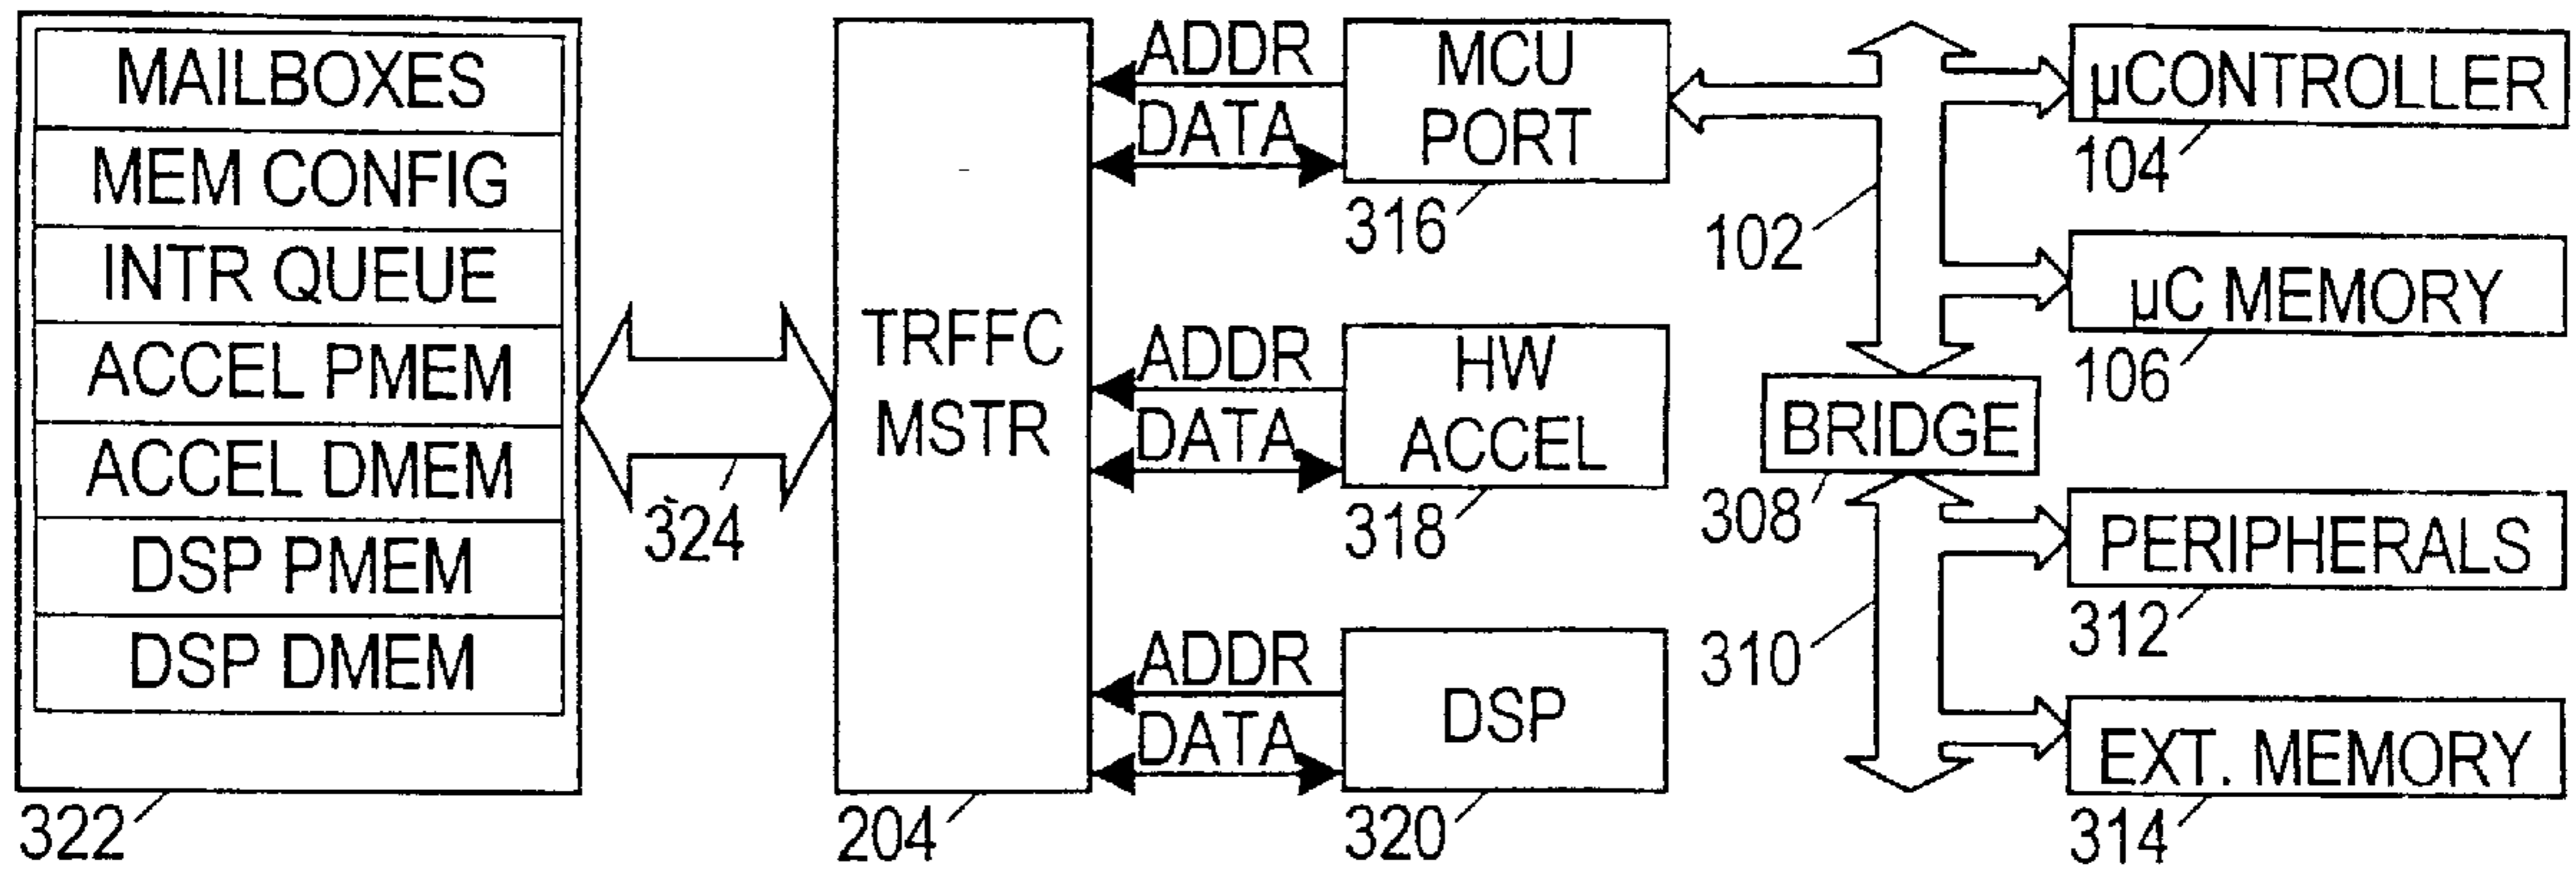 MAILBOXES
MEM CONFIG
INTR QUEUE
ACCEL PMEM
ACCEL DMEM
DSP PMEM
DSP DMEM
322
324
TRFFC
MSTR
204
ADDR
DATA
MCU
PORT
316
ADDR
DATA
HW
ACCEL
318
ADDR
DATA
DSP
320
102
BRIDGE
308
310
µCONTROLLER
104
µC MEMORY
106
PERIPHERALS
312
EXT. MEMORY
314